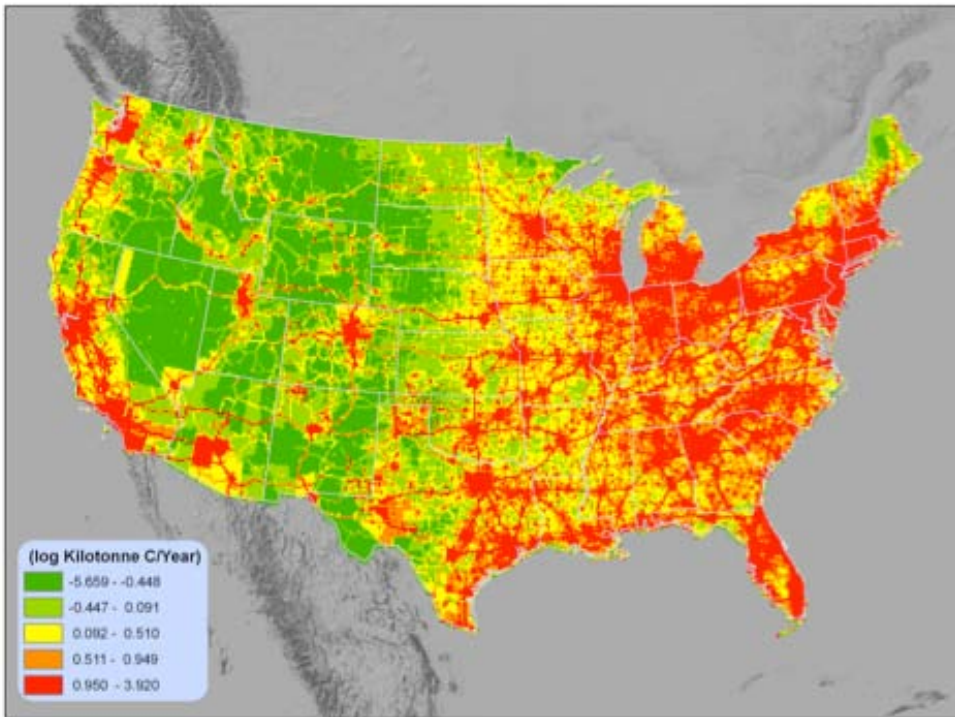 (log Kilotonne C/Year)
-5.659 - -0.448
-0.447 - 0.091
0.092 - 0.510
0.511 - 0.949
0.950 - 3.920